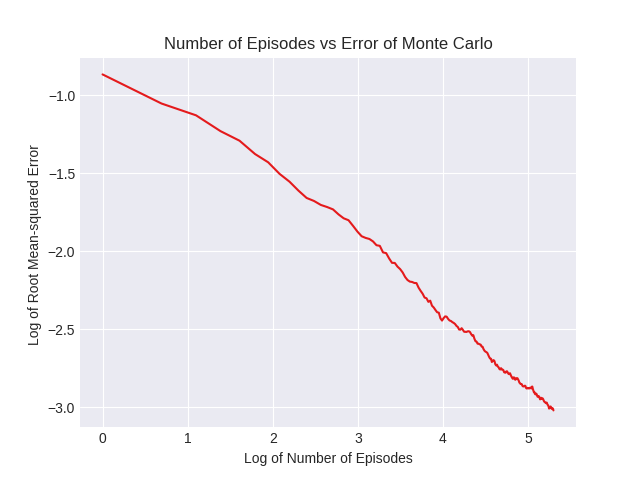 Number of Episodes vs Error of Monte Carlo
−1.0
−1.5
−2.0
−2.5
−3.0
Log of Root Mean-squared Error
0 1 2 3 4 5
Log of Number of Episodes